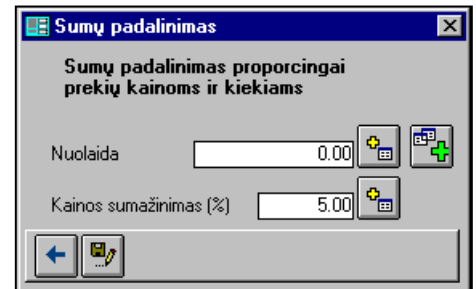 Sumų padalinimas
Sumų padalinimas proporcingai
prekių kainoms ir kiekiams
Nuolaida 0.00
Kainos sumažinimas (%) 5.00